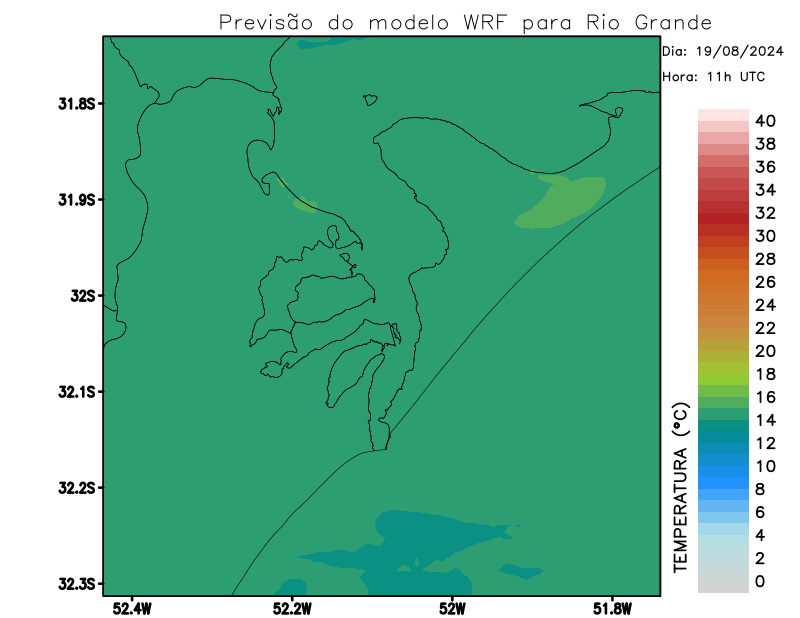 Previsão do modelo WRF para Rio Grande
Dia: 19/08/2024
Hora: 11h UTC
31.8S
31.9S
32S
32.1S
32.2S
32.3S
52.4W
52.2W
52W
51.8W
TEMPERATURA (°C)
40
38
36
34
32
30
28
26
24
22
20
18
16
14
12
10
8
6
4
2
0